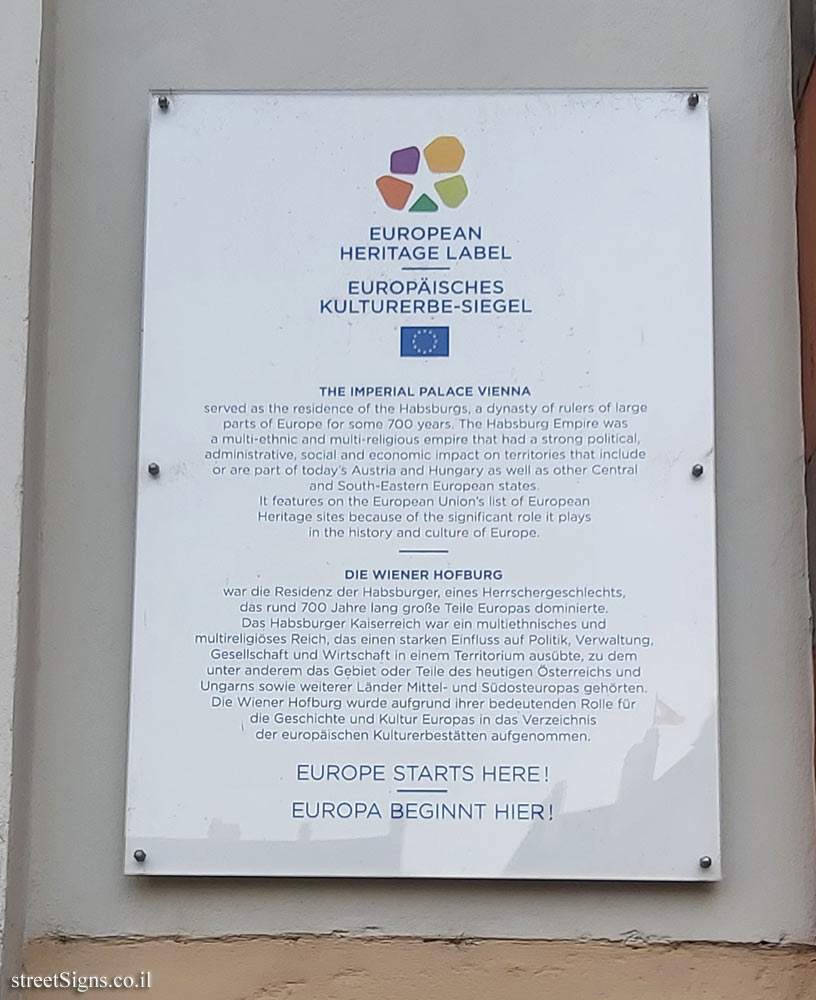 EUROPEAN
HERITAGE LABEL
EUROPÄISCHES
KULTURERBE-SIEGEL
THE IMPERIAL PALACE VIENNA
served as the residence of the Habsburgs, a dynasty of rulers of large
parts of Europe for some 700 years. The Habsburg Empire was
a multi-ethnic and multi-religious empire that had a strong political,
administrative, social and economic impact on territories that include
or are part of today's Austria and Hungary as well as other Central
and South-Eastern European states.
It features on the European Union's list of European
Heritage sites because of the significant role it plays
in the history and culture of Europe.
DIE WIENER HOFBURG
war die Residenz der Habsburger, eines Herrschergeschlechts,
das rund 700 Jahre lang große Teile Europas dominierte.
Das Habsburger Kaiserreich war ein multiethnisches und
multireligiöses Reich, das einen starken Einfluss auf Politik, Verwaltung,
Gesellschaft und Wirtschaft in einem Territorium ausübte, zu dem
unter anderem das Gebiet oder Teile des heutigen Österreichs und
Ungarns sowie weiterer Länder Mittel- und Südosteuropas gehörten.
Die Wiener Hofburg wurde aufgrund ihrer bedeutenden Rolle für
die Geschichte und Kultur Europas in das Verzeichnis
der europäischen Kulturerbestätten aufgenommen.
EUROPE STARTS HERE!
EUROPA BEGINNT HIER!
streetSigns.co.il